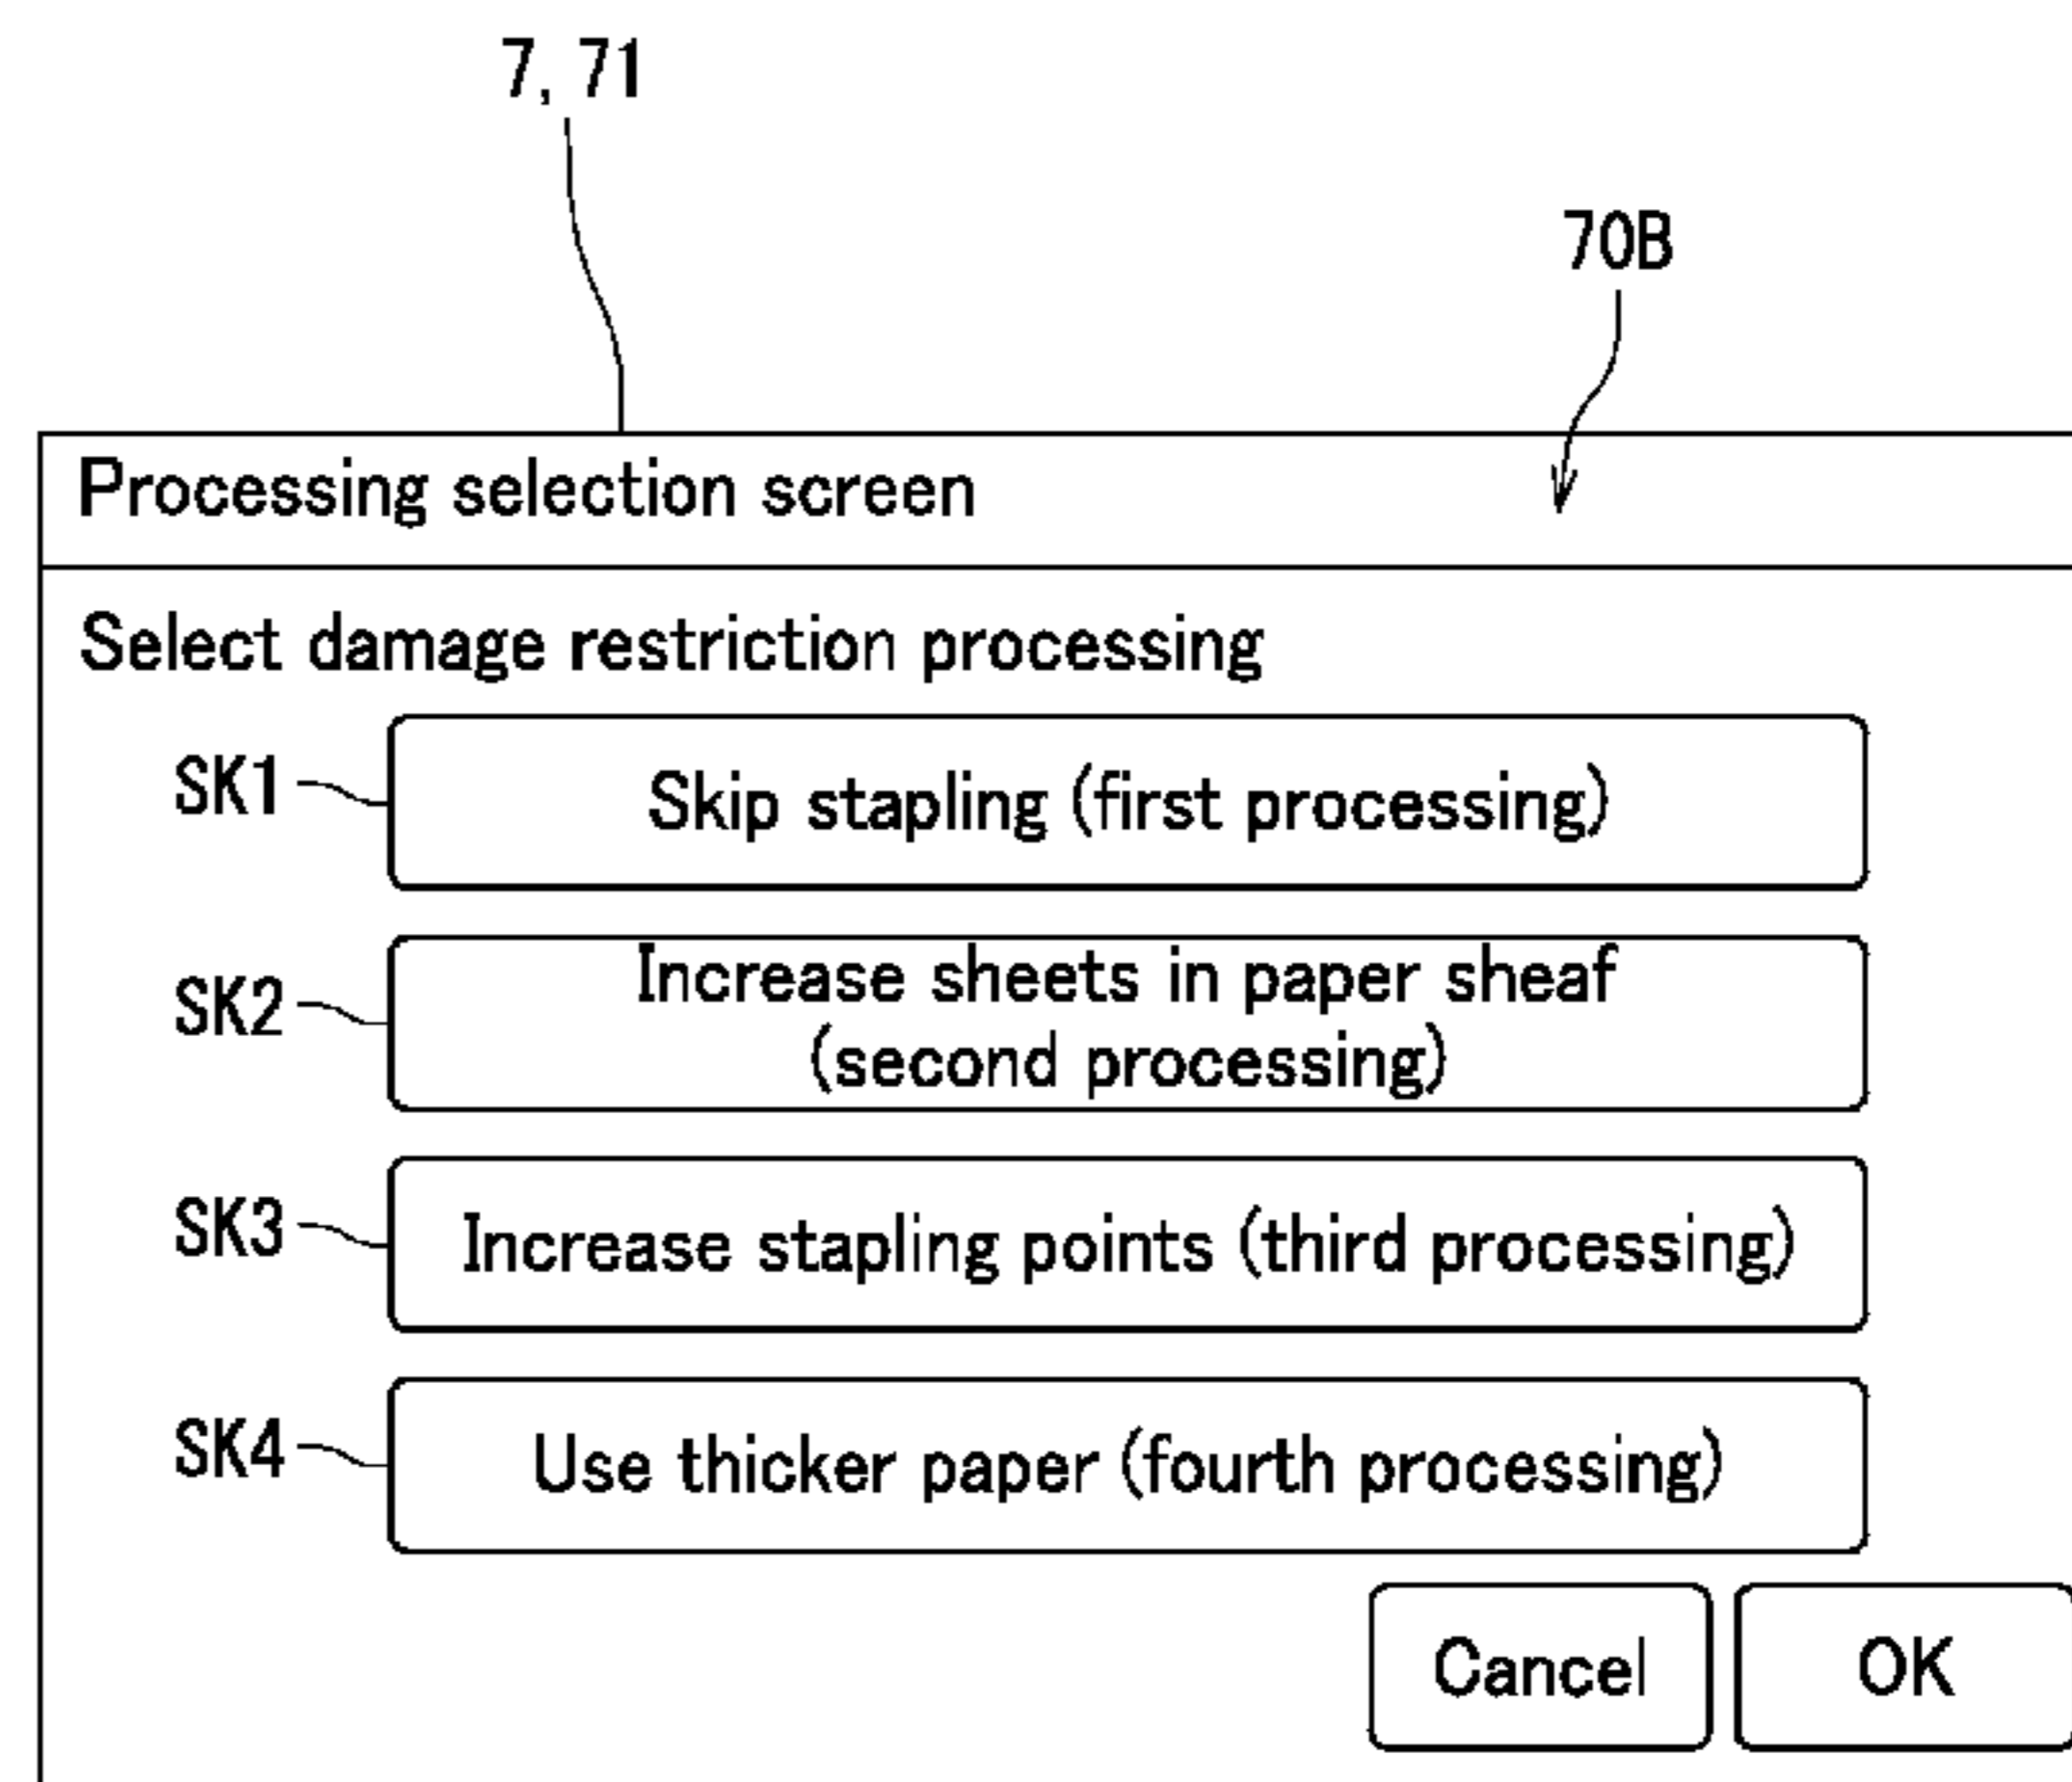 7, 71
70B
Processing selection screen
Select damage restriction processing
SK1
Skip stapling (first processing)
SK2
Increase sheets in paper sheaf
(second processing)
SK3
Increase stapling points (third processing)
SK4
Use thicker paper (fourth processing)
Cancel
OK